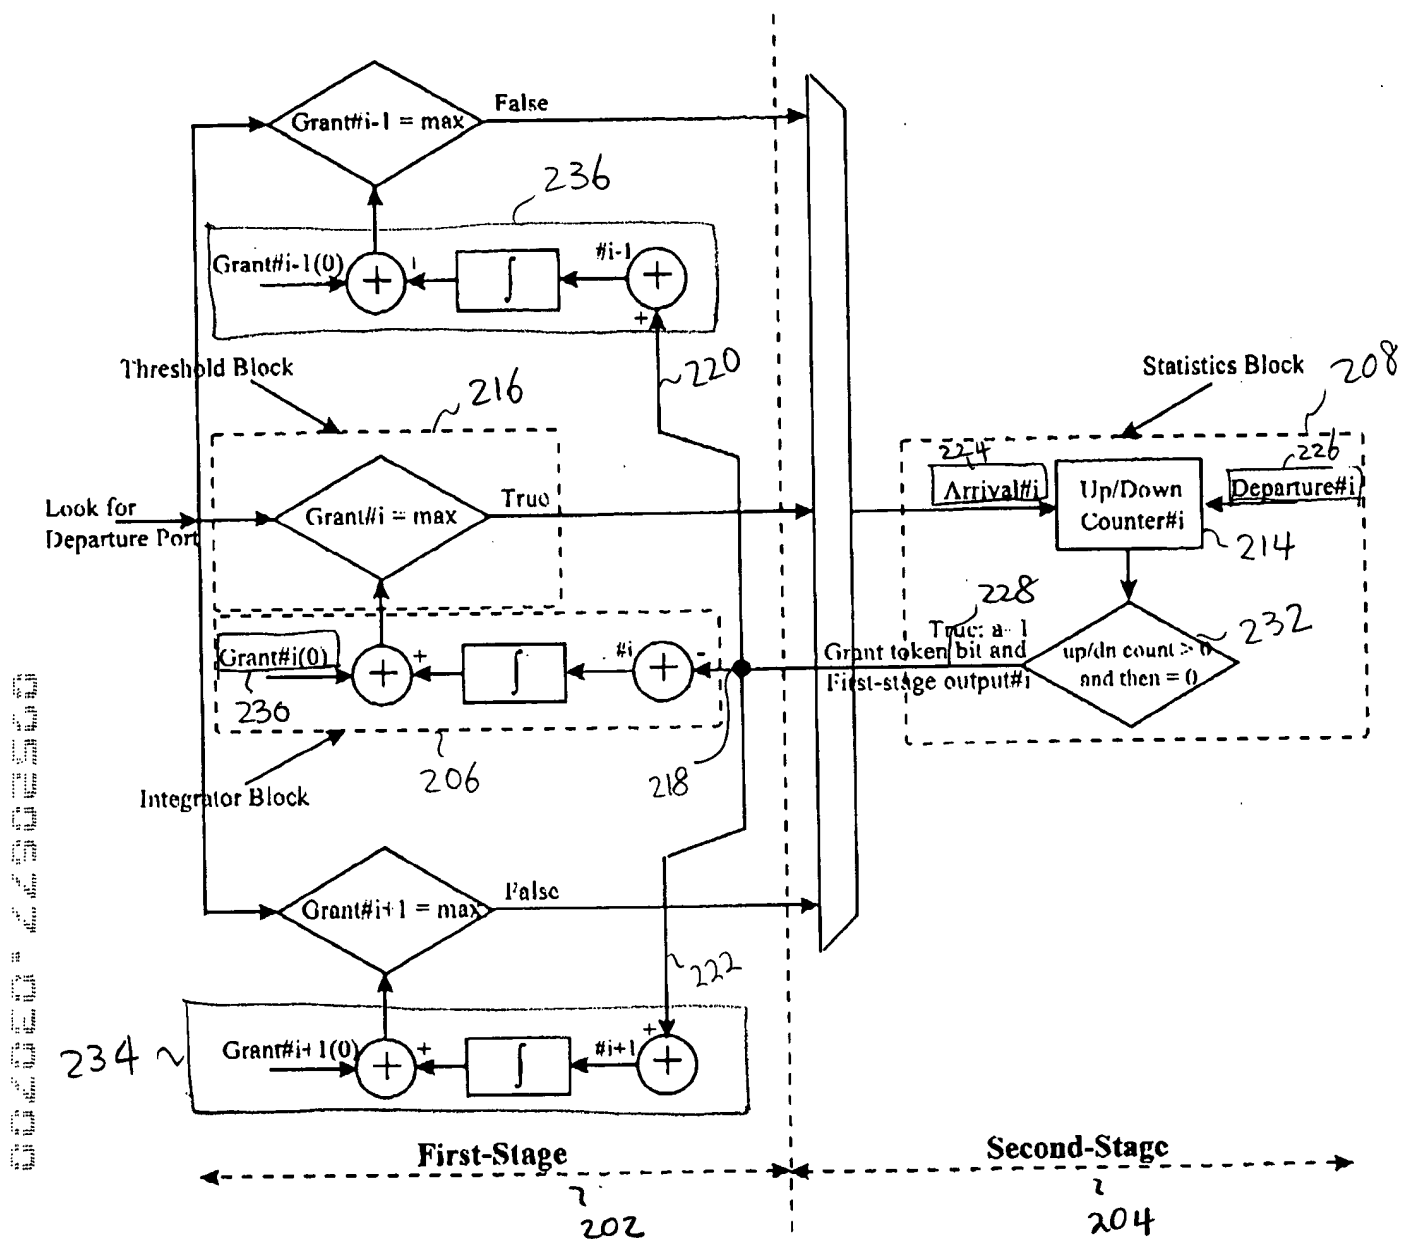 Grant#i-1 = max
False
236
Grant#i-1(0)
+
∫
#i-1
+
+
220
Threshold Block
216
Statistics Block
208
224
Arrival#i
Up/Down
Counter#i
226
Departure#i
214
Look for
Departure Port
Grant#i = max
True
228
True: a 1
Grant token bit and
First-stage output#i
up/dn count > 0
and then = 0
232
Grant#i(0)
230
+
+
∫
#i
+
-
206
218
Integrator Block
Grant#i+1 = max
False
222
234
Grant#i+1(0)
+
+
∫
#i+1
+
+
First-Stage
Second-Stage
202
204